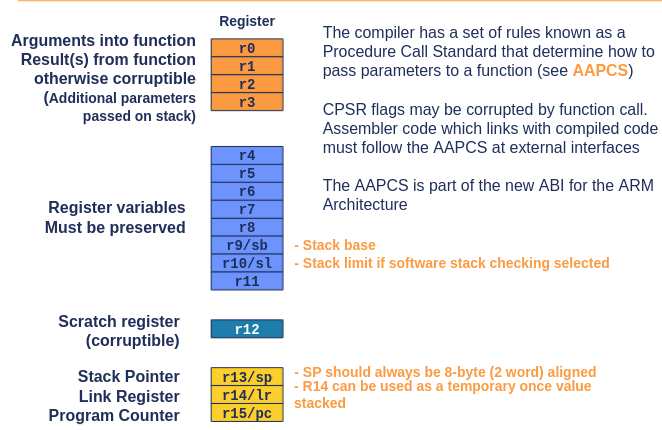 Register
Arguments into function
Result(s) from function
otherwise corruptible
(Additional parameters
passed on stack)
r0
r1
r2
r3
The compiler has a set of rules known as a
Procedure Call Standard that determine how to
pass parameters to a function (see AAPCS)
CPSR flags may be corrupted by function call.
Assembler code which links with compiled code
must follow the AAPCS at external interfaces
The AAPCS is part of the new ABI for the ARM
Architecture
Register variables
Must be preserved
r4
r5
r6
r7
r8
r9/sb
r10/sl
r11
- Stack base
- Stack limit if software stack checking selected
Scratch register
(corruptible)
r12
Stack Pointer
Link Register
Program Counter
r13/sp
r14/lr
r15/pc
- SP should always be 8-byte (2 word) aligned
- R14 can be used as a temporary once value
stacked